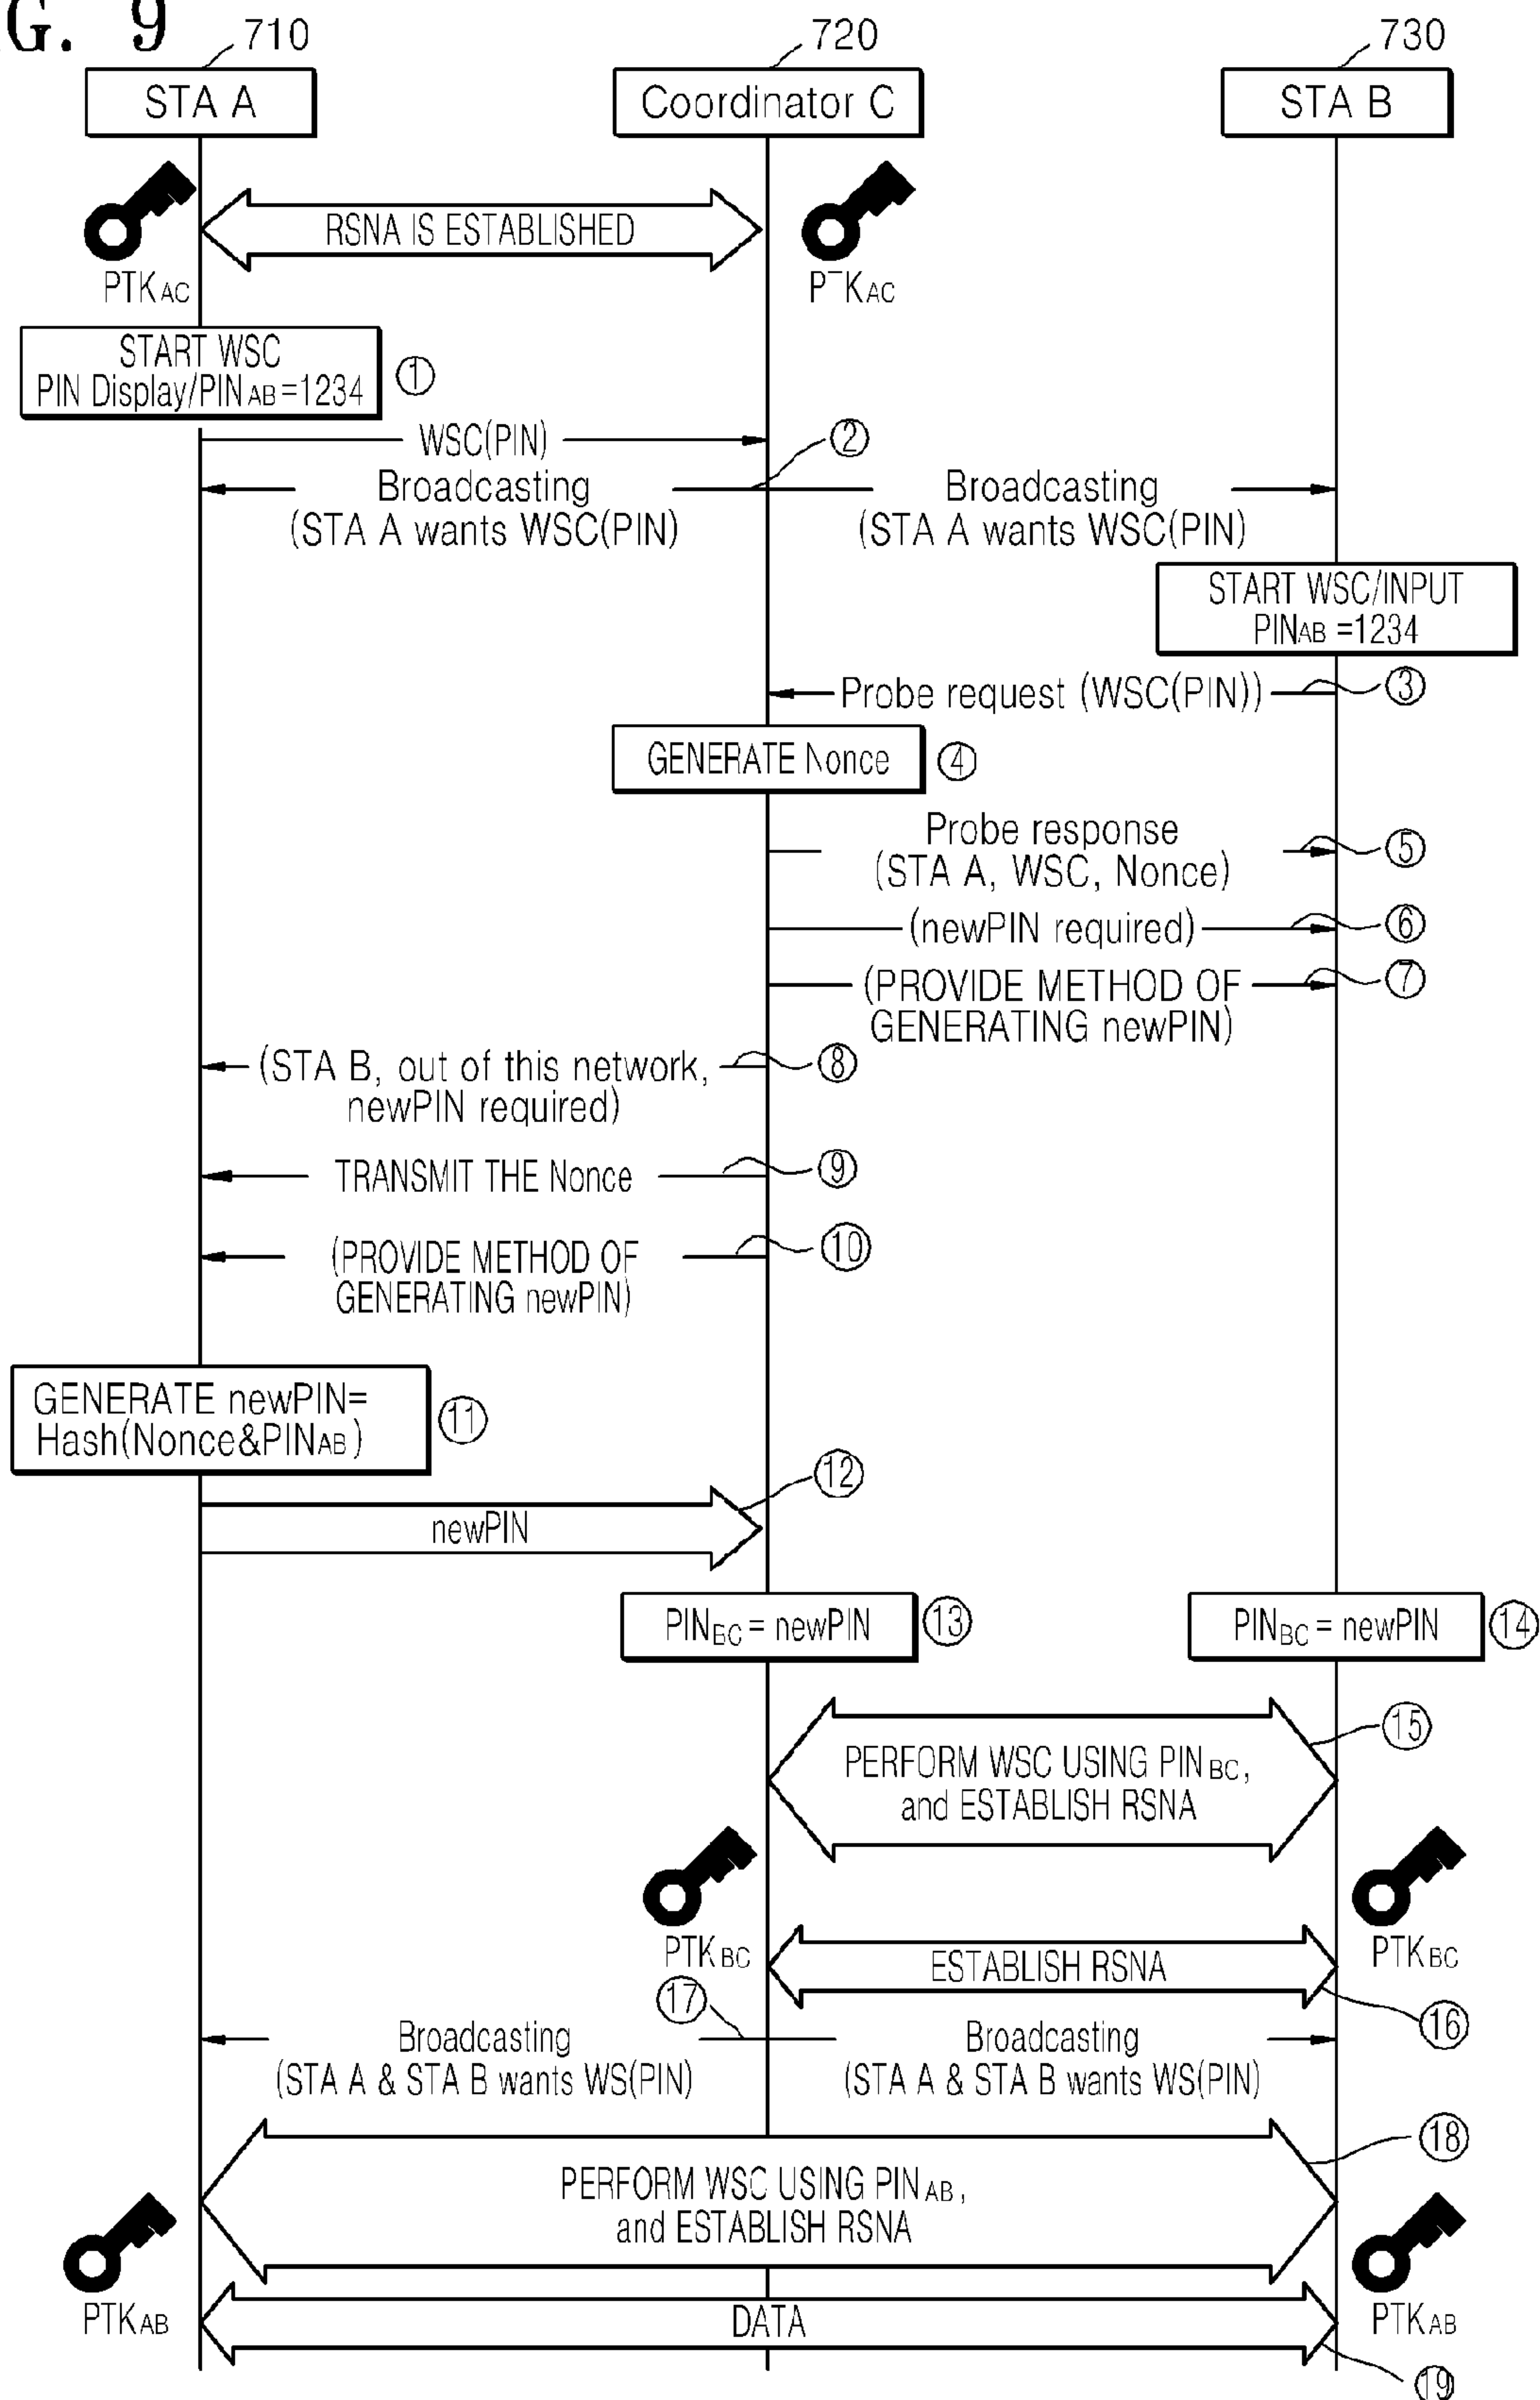 G. 9
710
720
730
STA A
Coordinator C
STA B
RSNA IS ESTABLISHED
PTKAC
PTKAC
START WSC
PIN Display/PINAB=1234
①
WSC(PIN)
②
Broadcasting
(STA A wants WSC(PIN)
Broadcasting
(STA A wants WSC(PIN)
START WSC/INPUT
PINAB =1234
Probe request (WSC(PIN))
③
GENERATE Nonce
④
Probe response
(STA A, WSC, Nonce)
⑤
(newPIN required)
⑥
(PROVIDE METHOD OF
GENERATING newPIN)
⑦
(STA B, out of this network,
newPIN required)
⑧
TRANSMIT THE Nonce
⑨
(PROVIDE METHOD OF
GENERATING newPIN)
⑩
GENERATE newPIN=
Hash(Nonce&PINAB)
⑪
newPIN
⑫
PINBC = newPIN
⑬
PINBC = newPIN
⑭
PERFORM WSC USING PINBC,
and ESTABLISH RSNA
⑮
PTKBC
ESTABLISH RSNA
PTKBC
⑯
⑰
Broadcasting
(STA A & STA B wants WS(PIN)
Broadcasting
(STA A & STA B wants WS(PIN)
PERFORM WSC USING PINAB,
and ESTABLISH RSNA
⑱
PTKAB
DATA
PTKAB
⑲